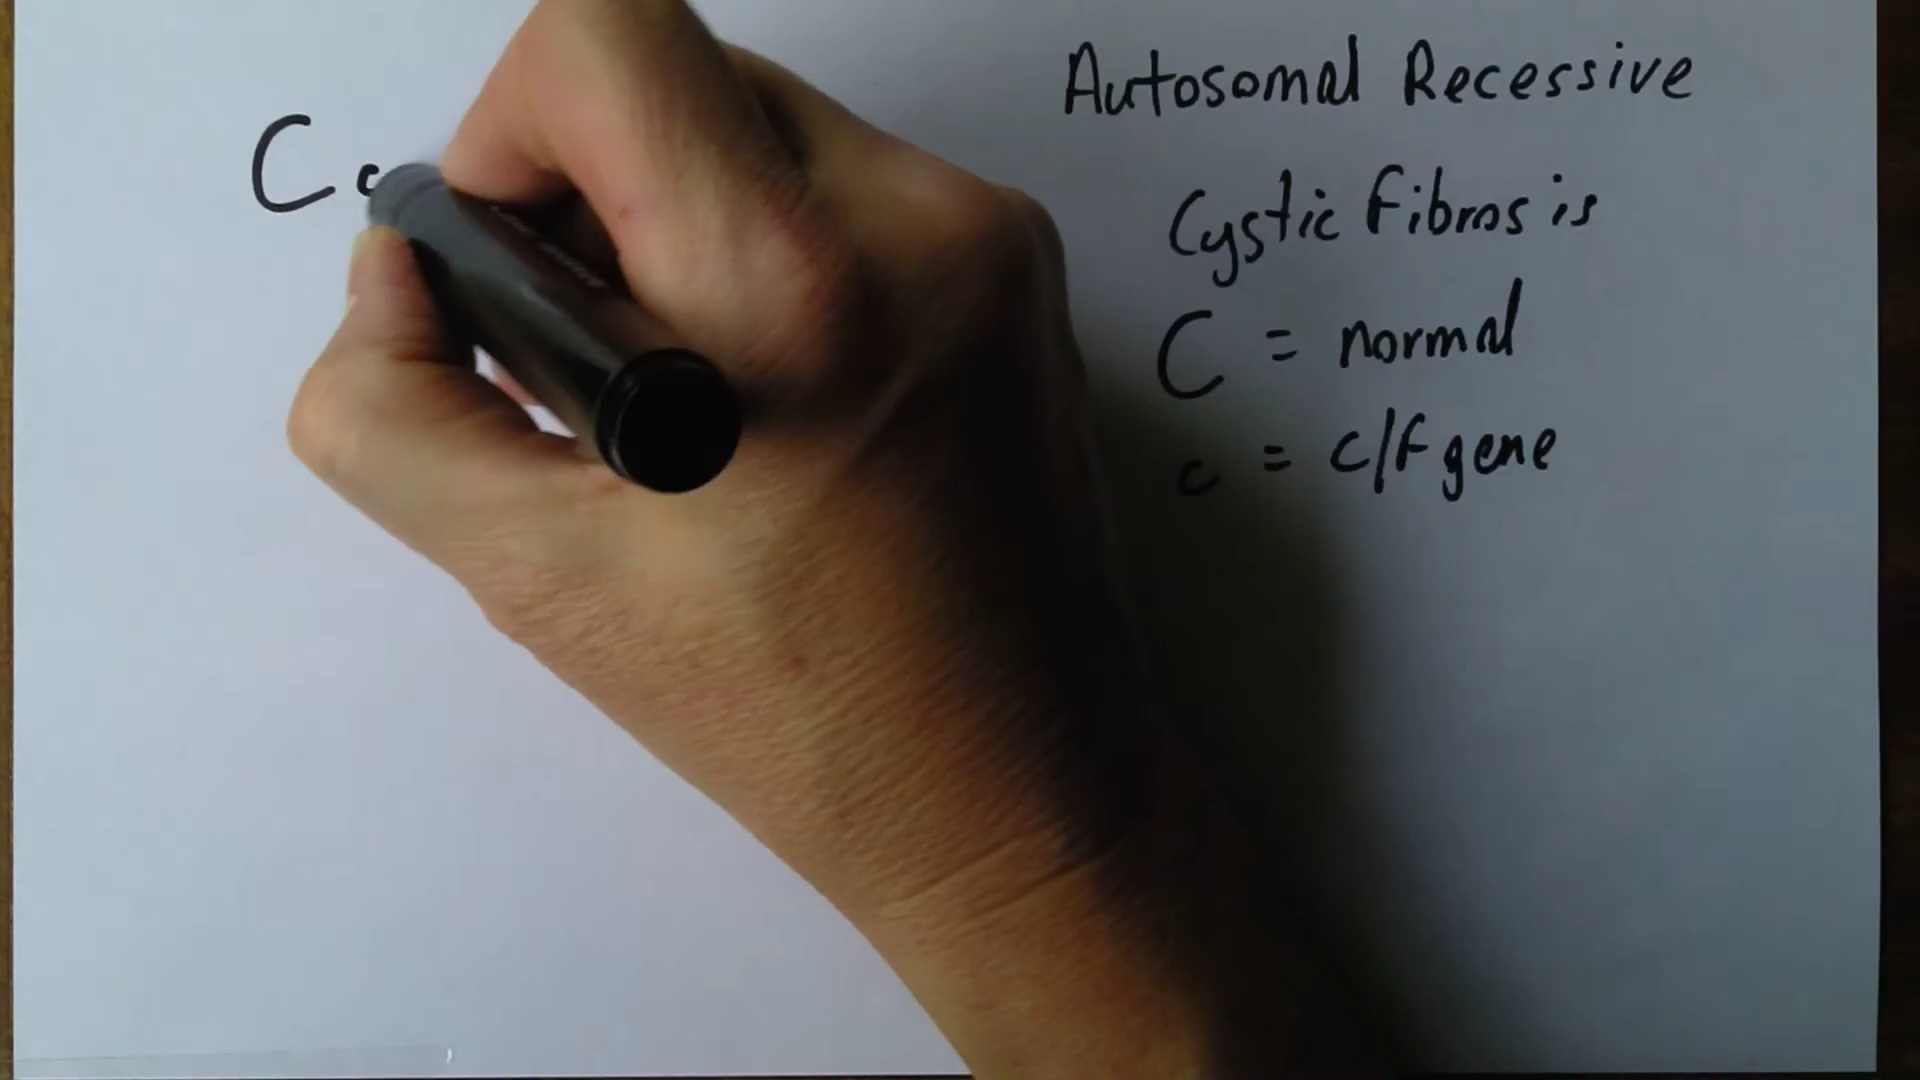 C c
Autosomal Recessive
Cystic Fibrosis
C = normal
c = c/f gene